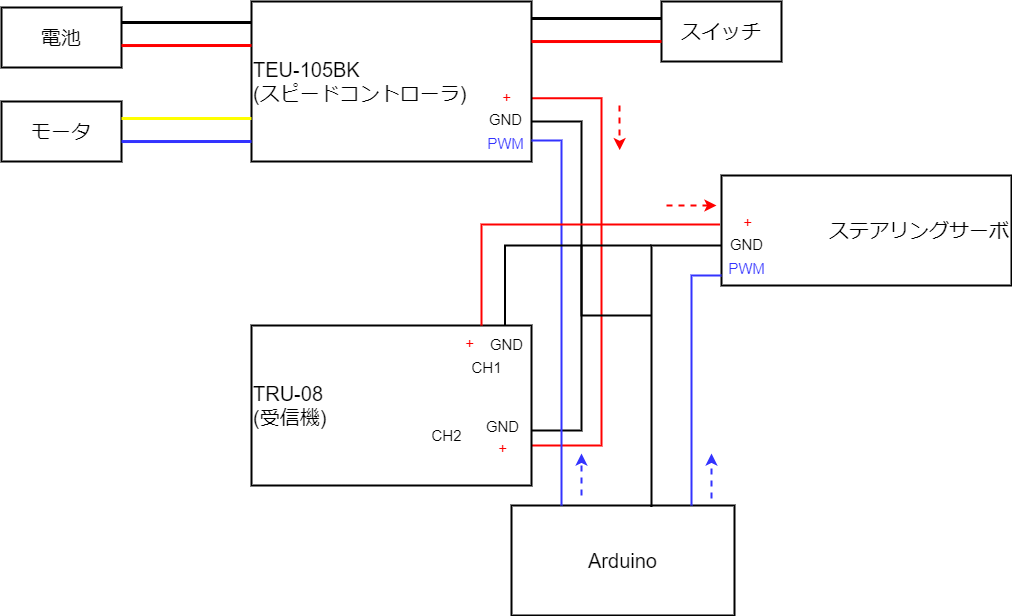 電池
スイッチ
TEU-105BK
(スピードコントローラ)
+
GND
PWM
モータ
+
ステアリングサーボ
GND
PWM
+
GND
CH1
TRU-08
(受信機)
GND
CH2
+
Arduino